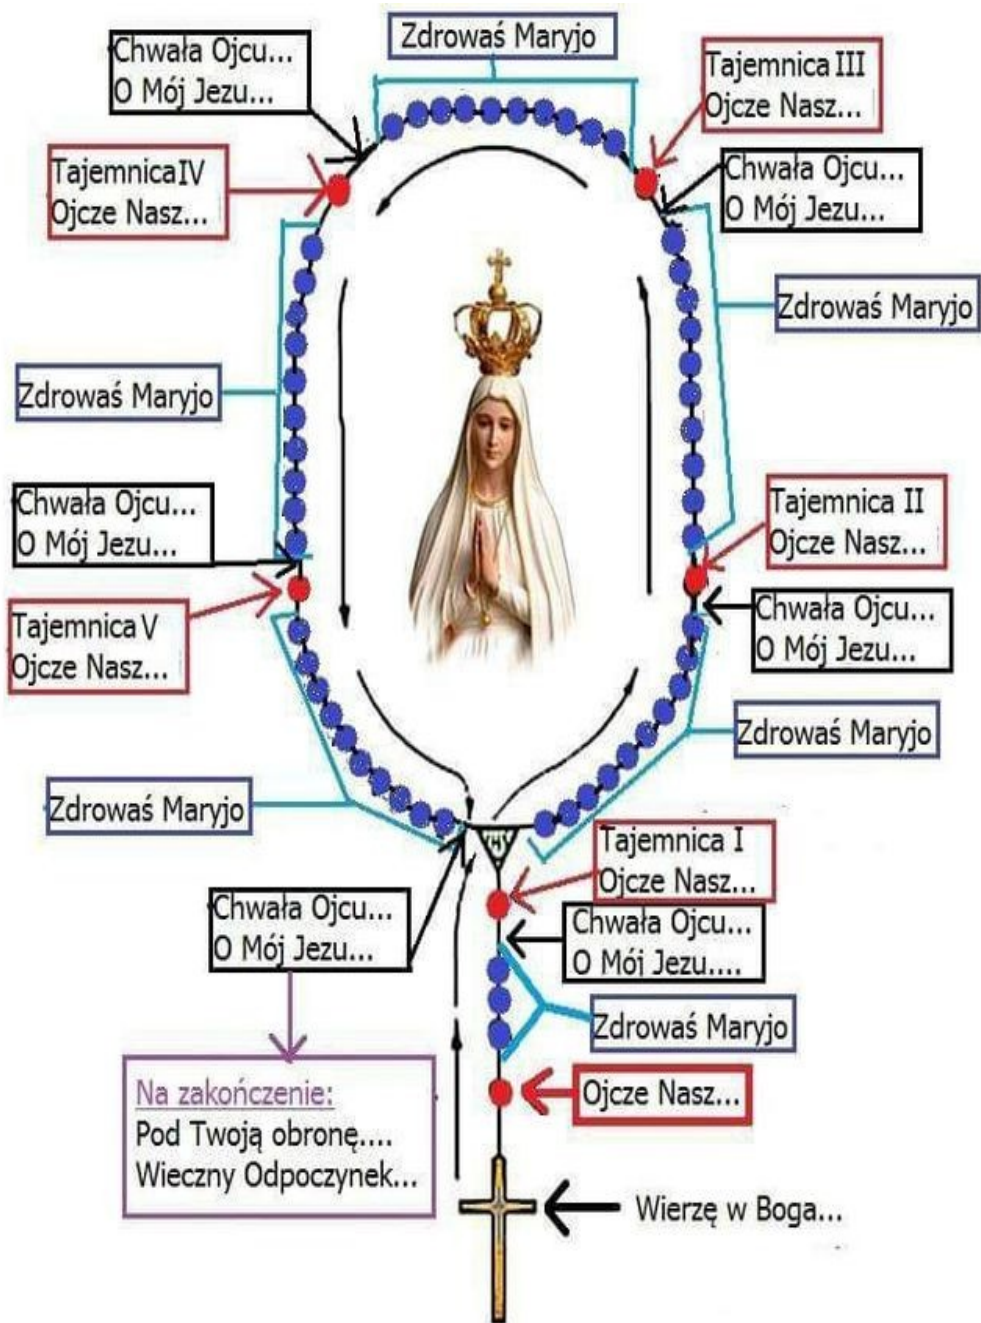 Zdrowaś Maryjo
Chwała Ojcu...
O Mój Jezu...
Tajemnica III
Ojcze Nasz...
Tajemnica IV
Ojcze Nasz...
Chwała Ojcu...
O Mój Jezu...
Zdrowaś Maryjo
Zdrowaś Maryjo
Chwała Ojcu...
O Mój Jezu...
Tajemnica II
Ojcze Nasz...
Tajemnica V
Ojcze Nasz...
Chwała Ojcu...
O Mój Jezu...
Zdrowaś Maryjo
Zdrowaś Maryjo
IHS
Tajemnica I
Ojcze Nasz...
Chwała Ojcu...
O Mój Jezu...
Chwała Ojcu...
O Mój Jezu....
Zdrowaś Maryjo
Ojcze Nasz...
Na zakończenie:
Pod Twoją obronę....
Wieczny Odpoczynek...
Wierzę w Boga...